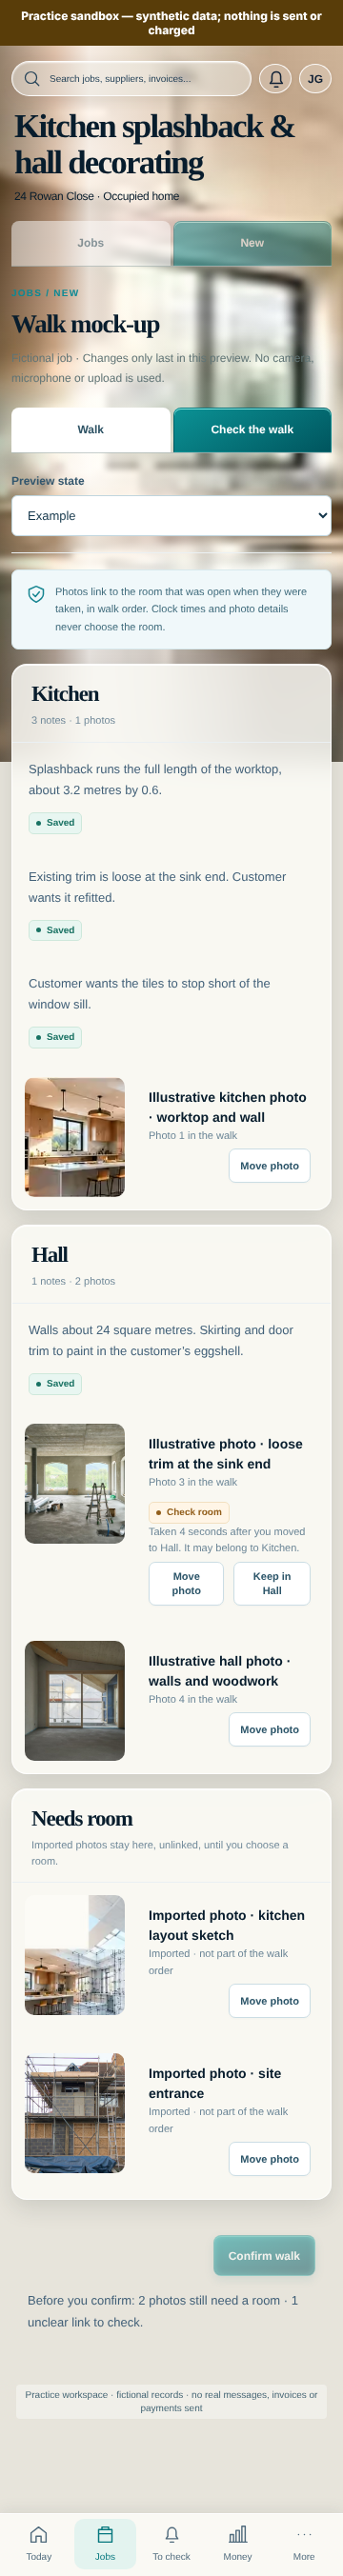 Practice sandbox — synthetic data; nothing is sent or
charged
Search jobs, suppliers, invoices...
JG
Kitchen splashback &
hall decorating
24 Rowan Close · Occupied home
Jobs
New
JOBS / NEW
Walk mock-up
Fictional job · Changes only last in this preview. No camera,
microphone or upload is used.
Walk
Check the walk
Preview state
Example
Photos link to the room that was open when they were
taken, in walk order. Clock times and photo details
never choose the room.
Kitchen
3 notes · 1 photos
Splashback runs the full length of the worktop,
about 3.2 metres by 0.6.
Saved
Existing trim is loose at the sink end. Customer
wants it refitted.
Saved
Customer wants the tiles to stop short of the
window sill.
Saved
Illustrative kitchen photo
· worktop and wall
Photo 1 in the walk
Move photo
Hall
1 notes · 2 photos
Walls about 24 square metres. Skirting and door
trim to paint in the customer’s eggshell.
Saved
Illustrative photo · loose
trim at the sink end
Photo 3 in the walk
Check room
Taken 4 seconds after you moved
to Hall. It may belong to Kitchen.
Move
photo
Keep in
Hall
Illustrative hall photo ·
walls and woodwork
Photo 4 in the walk
Move photo
Needs room
Imported photos stay here, unlinked, until you choose a
room.
Imported photo · kitchen
layout sketch
Imported · not part of the walk
order
Move photo
Imported photo · site
entrance
Imported · not part of the walk
order
Move photo
Confirm walk
Before you confirm: 2 photos still need a room · 1
unclear link to check.
Practice workspace · fictional records · no real messages, invoices or
payments sent
Today
Jobs
To check
Money
More